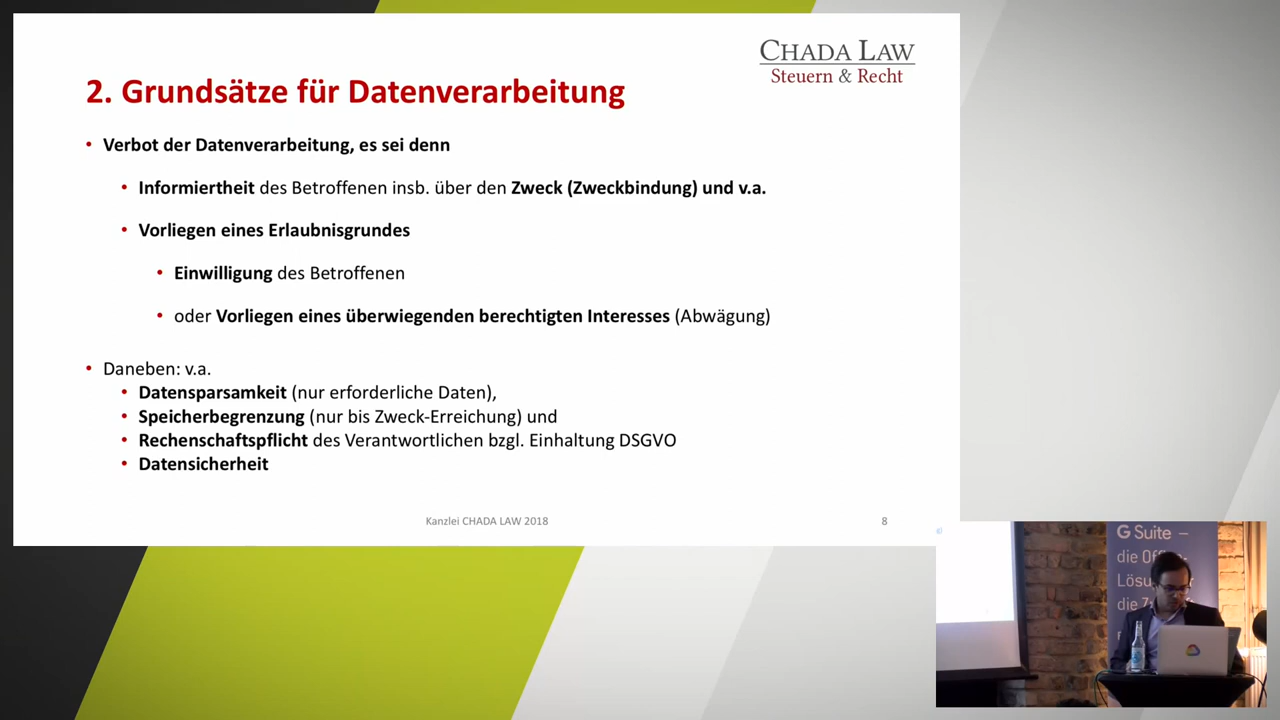 CHADA LAW
Steuern & Recht
2. Grundsätze für Datenverarbeitung
• Verbot der Datenverarbeitung, es sei denn
• Informiertheit des Betroffenen insb. über den Zweck (Zweckbindung) und v.a.
• Vorliegen eines Erlaubnisgrundes
• Einwilligung des Betroffenen
• oder Vorliegen eines überwiegenden berechtigten Interesses (Abwägung)
• Daneben: v.a.
• Datensparsamkeit (nur erforderliche Daten),
• Speicherbegrenzung (nur bis Zweck-Erreichung) und
• Rechenschaftspflicht des Verantwortlichen bzgl. Einhaltung DSGVO
• Datensicherheit
Kanzlei CHADA LAW 2018
8
G Suite –
die
die